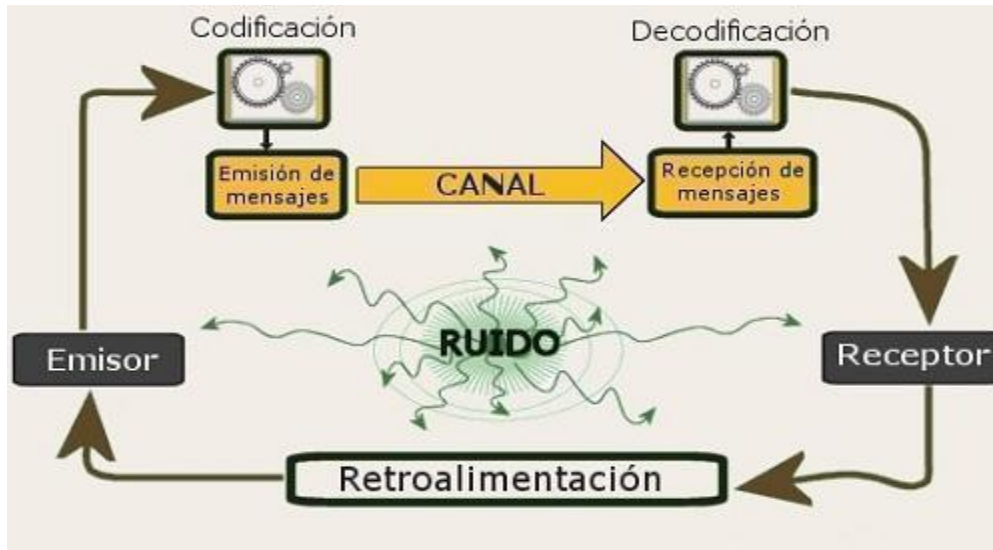 Codificación
Decodificación
Emisión de
mensajes
CANAL
Recepción de
mensajes
RUIDO
Emisor
Receptor
Retroalimentación